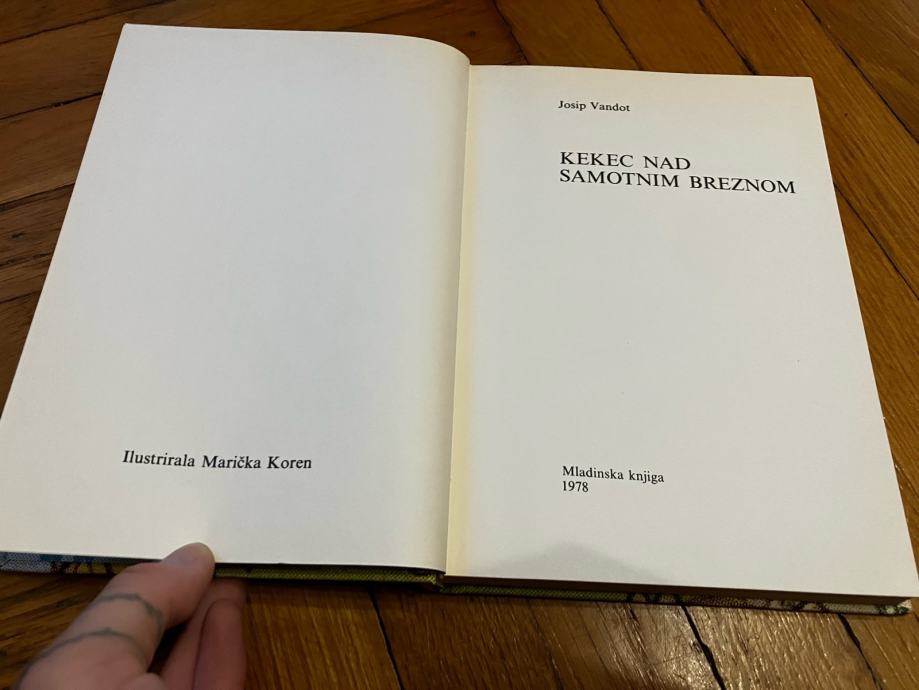 Ilustrirala Marička Koren
Josip Vandot
KEKEC NAD
SAMOTNIM BREZNOM
Mladinska knjiga
1978